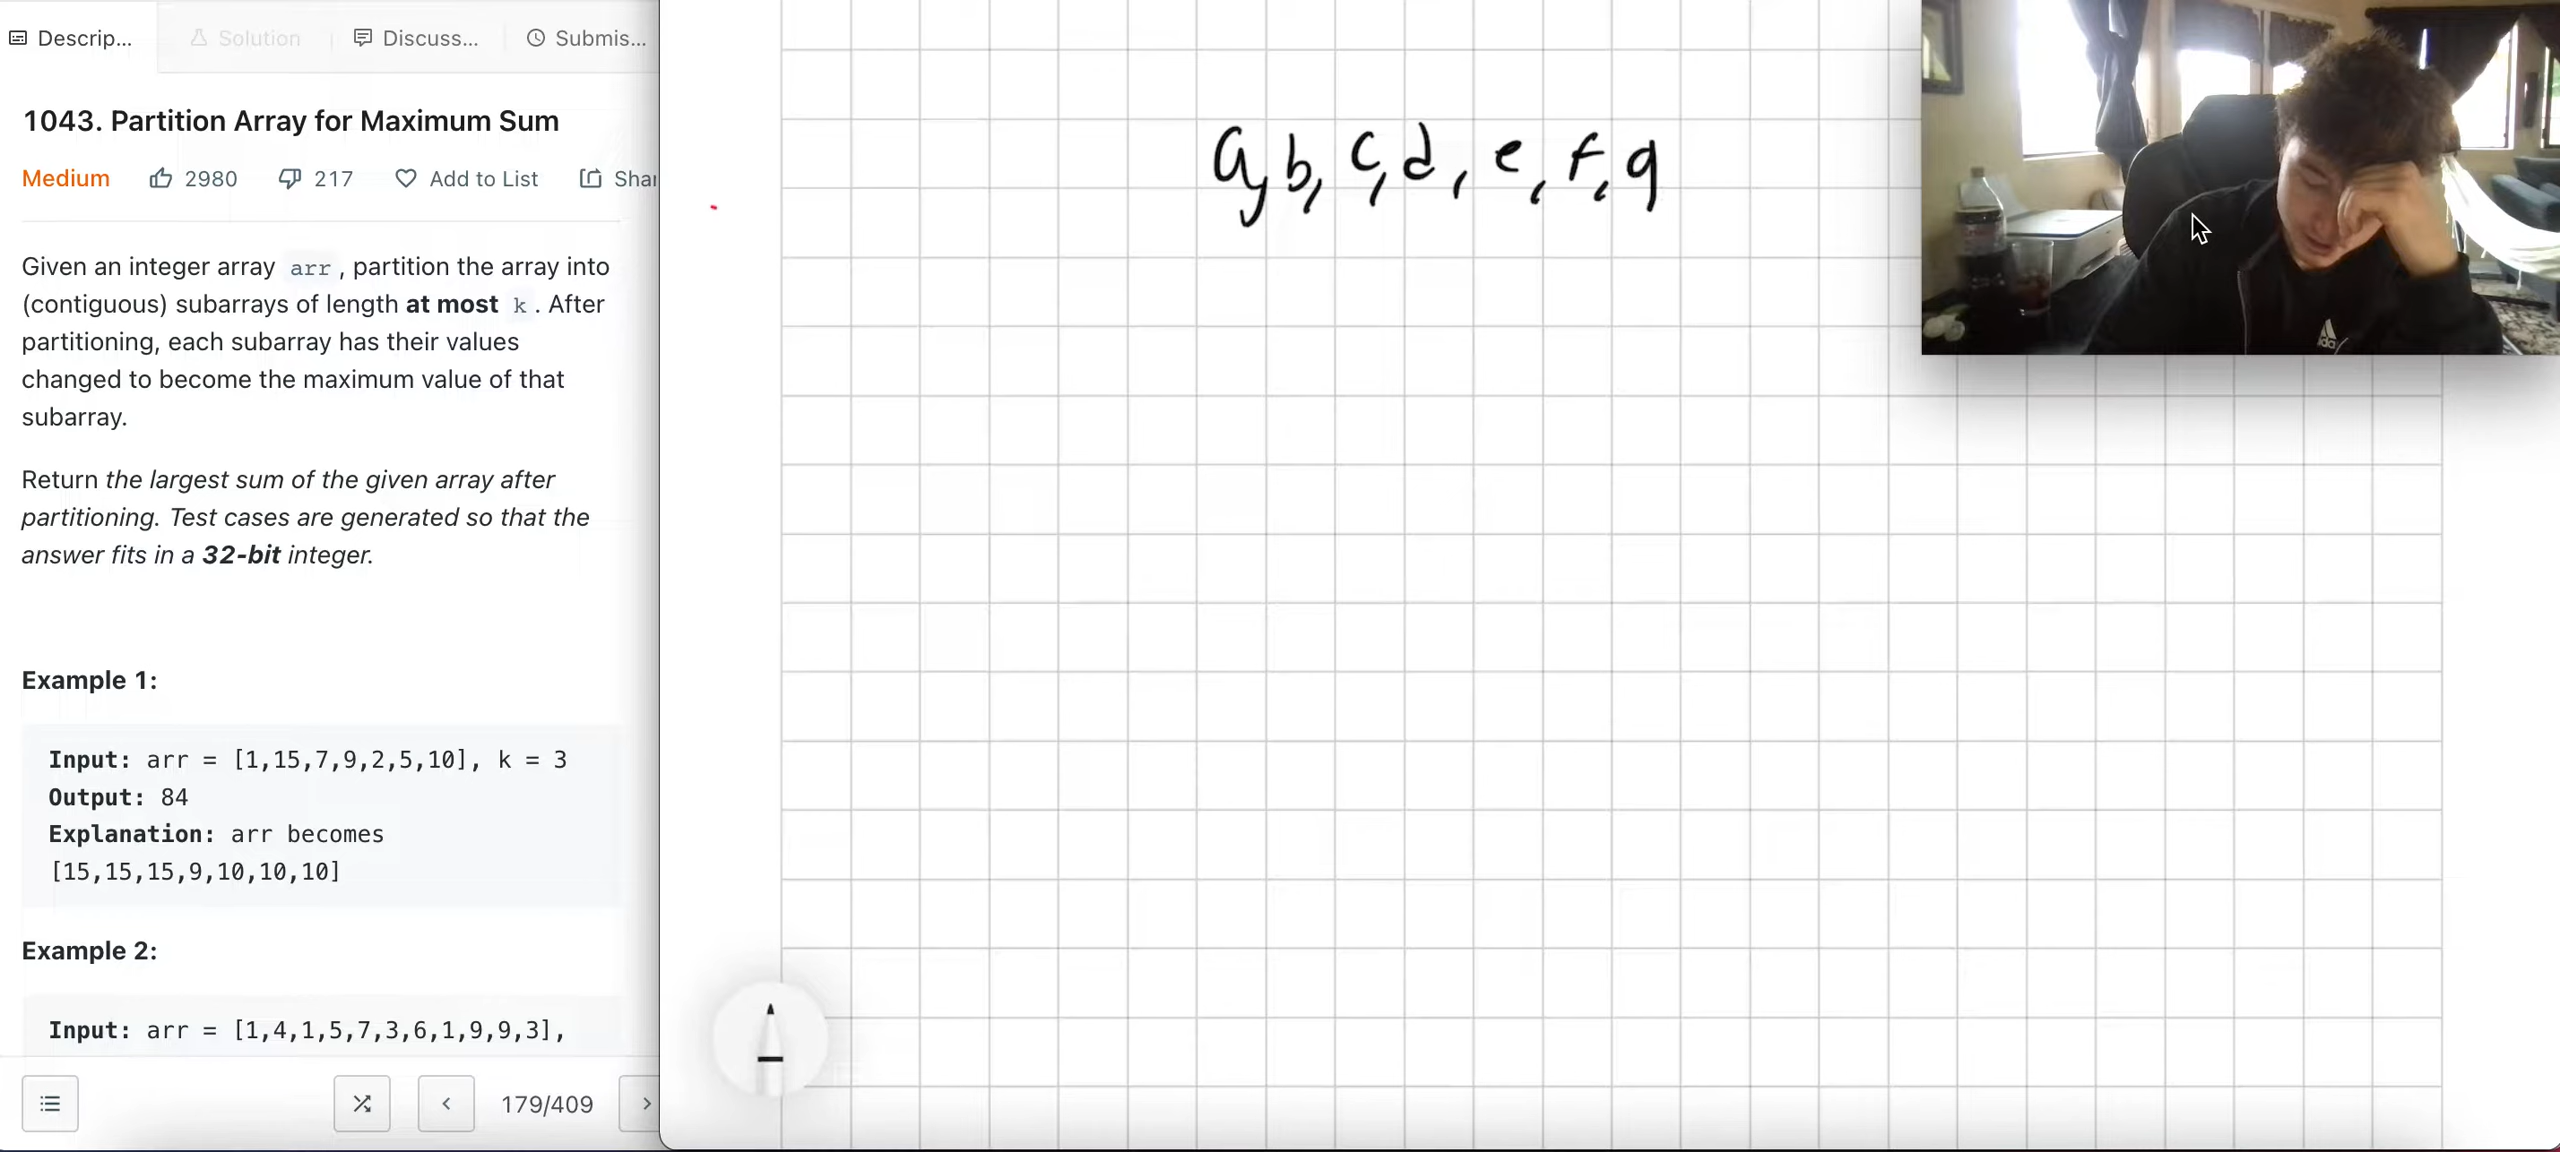 Descrip...
Solution
Discuss...
Submis...
1043. Partition Array for Maximum Sum
Medium
2980
217
Add to List
Shar
Given an integer array arr , partition the array into
(contiguous) subarrays of length at most k . After
partitioning, each subarray has their values
changed to become the maximum value of that
subarray.
Return the largest sum of the given array after
partitioning. Test cases are generated so that the
answer fits in a 32-bit integer.
Example 1:
Input: arr = [1,15,7,9,2,5,10], k = 3
Output: 84
Explanation: arr becomes
[15,15,15,9,10,10,10]
Example 2:
Input: arr = [1,4,1,5,7,3,6,1,9,9,3],
179/409
a, b, c, d, e, f, g